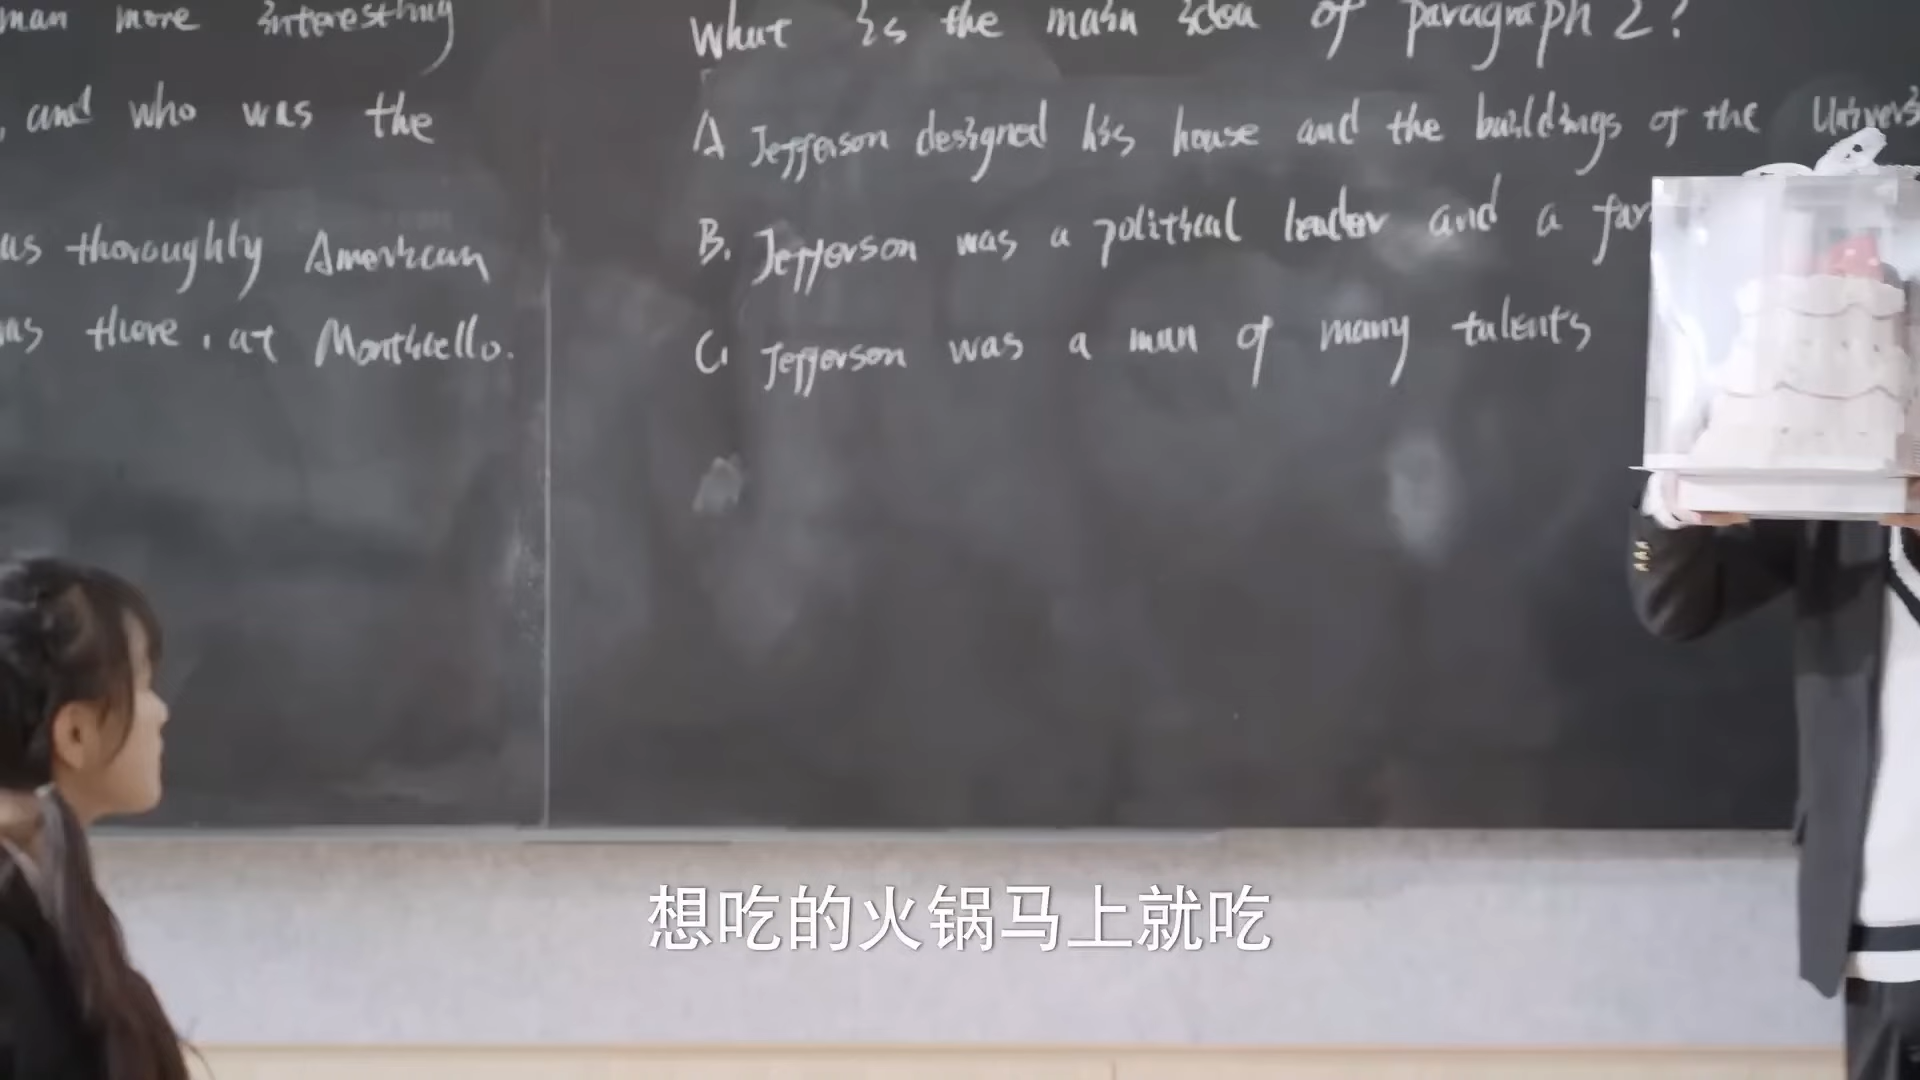 man more interesting
, and who was the
as thoroughly American
as there, at Monticello.
What is the main idea of paragraph 2?
A Jefferson designed his house and the buildings of the Univers
B. Jefferson was a political leader and a far
C. Jefferson was a man of many talents
想吃的火锅马上就吃